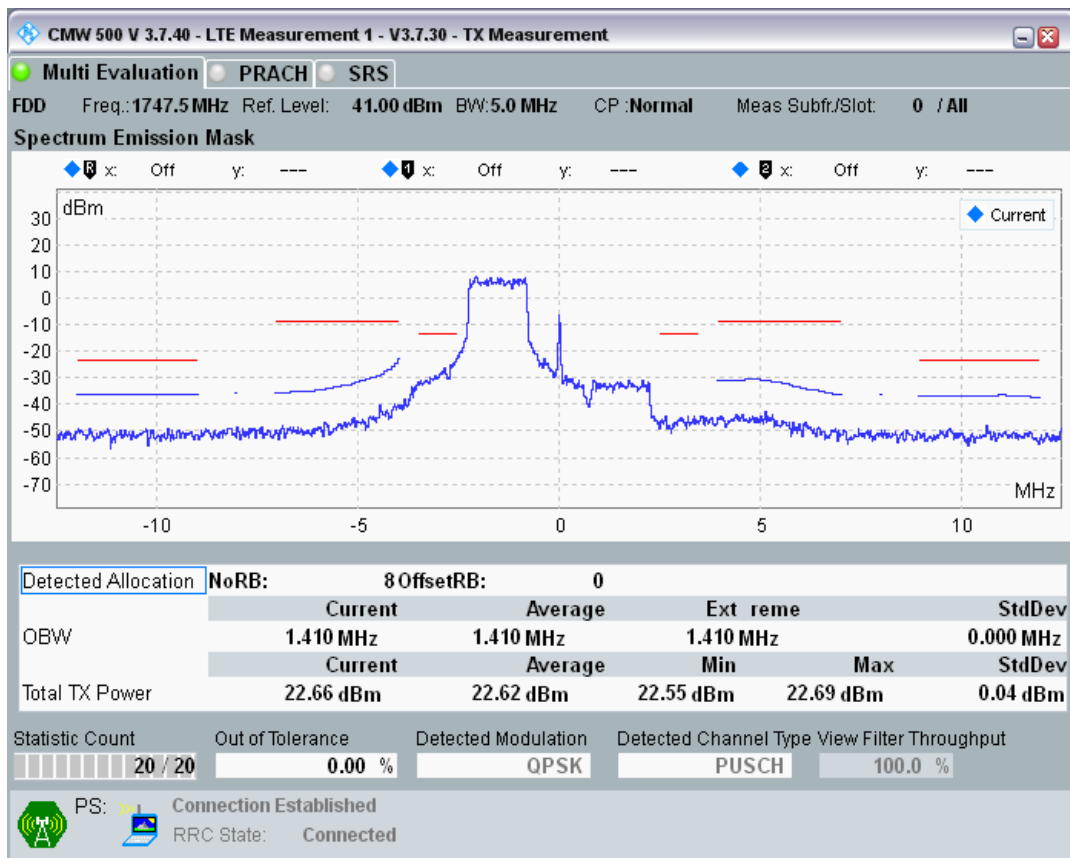 CMW 500 V 3.7.40 - LTE Measurement 1 - V3.7.30 - TX Measurement
Multi Evaluation PRACH SRS
FDD Freq.:1747.5 MHz Ref. Level: 41.00 dBm BW:5.0 MHz CP :Normal Meas Subfr./Slot: 0 / All
Spectrum Emission Mask
R x: Off y: --- 1 x: Off y: --- 2 x: Off y: ---
dBm
Current
30
20
10
0
-10
-20
-30
-40
-50
-60
-70
MHz
-10 -5 0 5 10
Detected Allocation NoRB: 8 OffsetRB: 0
Current Average Ext reme StdDev
OBW 1.410 MHz 1.410 MHz 1.410 MHz 0.000 MHz
Current Average Min Max StdDev
Total TX Power 22.66 dBm 22.62 dBm 22.55 dBm 22.69 dBm 0.04 dBm
Statistic Count Out of Tolerance Detected Modulation Detected Channel Type View Filter Throughput
20 / 20 0.00 % QPSK PUSCH 100.0 %
PS: Connection Established
RRC State: Connected